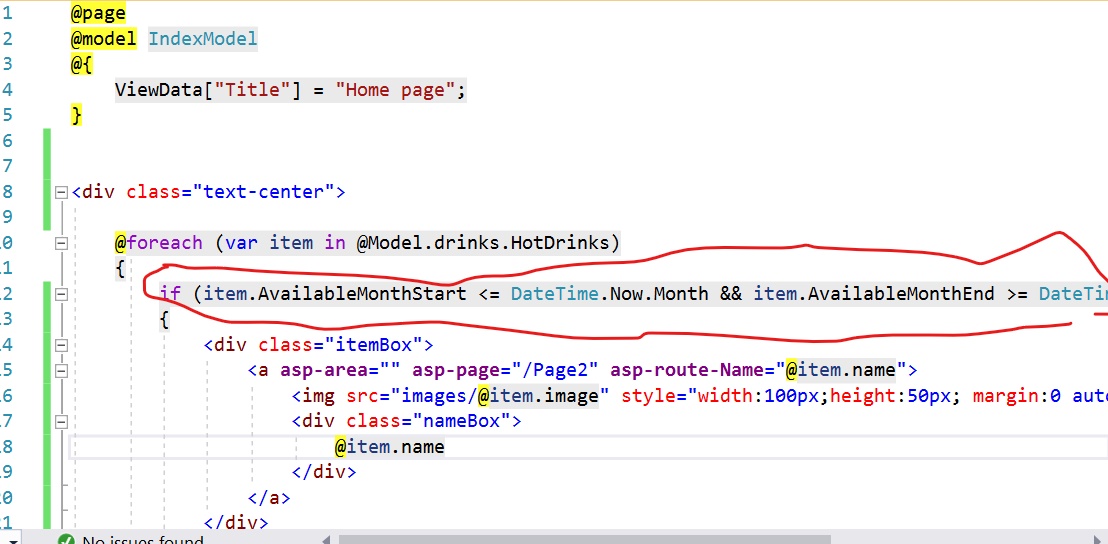 1 @page
2 @model IndexModel
3 @{
4 ViewData["Title"] = "Home page";
5 }
6
7
8 <div class="text-center">
9
10 @foreach (var item in @Model.drinks.HotDrinks)
11 {
12 if (item.AvailableMonthStart <= DateTime.Now.Month && item.AvailableMonthEnd >= DateTi
13 {
14 <div class="itemBox">
15 <a asp-area="" asp-page="/Page2" asp-route-Name="@item.name">
16 <img src="images/@item.image" style="width:100px;height:50px; margin:0 aut
17 <div class="nameBox">
18 @item.name
19 </div>
20 </a>
21 </div>
No issues found